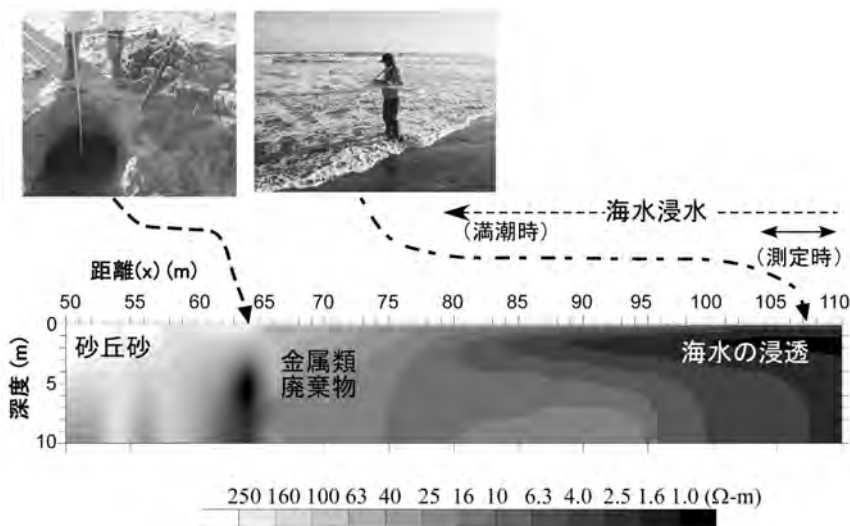 海水浸水
(満潮時)
(測定時)
距離(x) (m)
50 55 60 65 70 75 80 85 90 95 100 105 110
深度 (m)
0
5
10
砂丘砂
金属類
廃棄物
海水の浸透
250 160 100 63 40 25 16 10 6.3 4.0 2.5 1.6 1.0 (Ω-m)